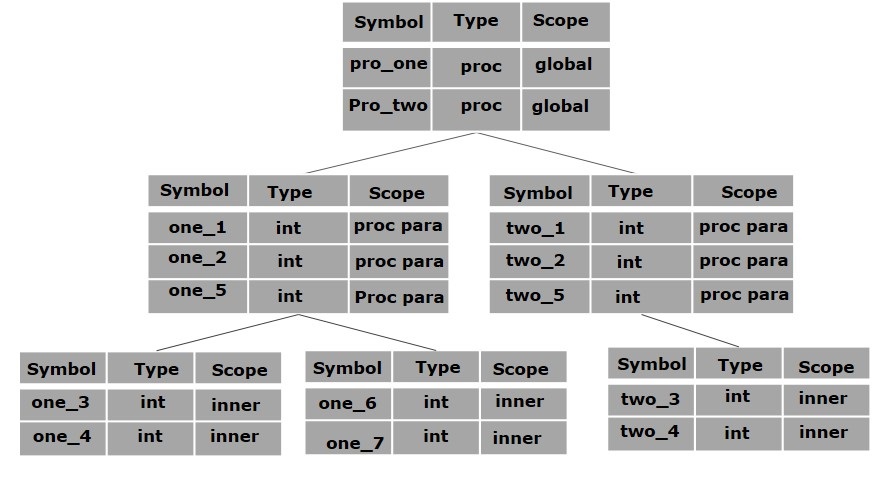 Symbol Type Scope
pro_one proc global
Pro_two proc global
Symbol Type Scope
one_1 int proc para
one_2 int proc para
one_5 int Proc para
Symbol Type Scope
two_1 int proc para
two_2 int proc para
two_5 int proc para
Symbol Type Scope
one_3 int inner
one_4 int inner
Symbol Type Scope
one_6 int inner
one_7 int inner
Symbol Type Scope
two_3 int inner
two_4 int inner